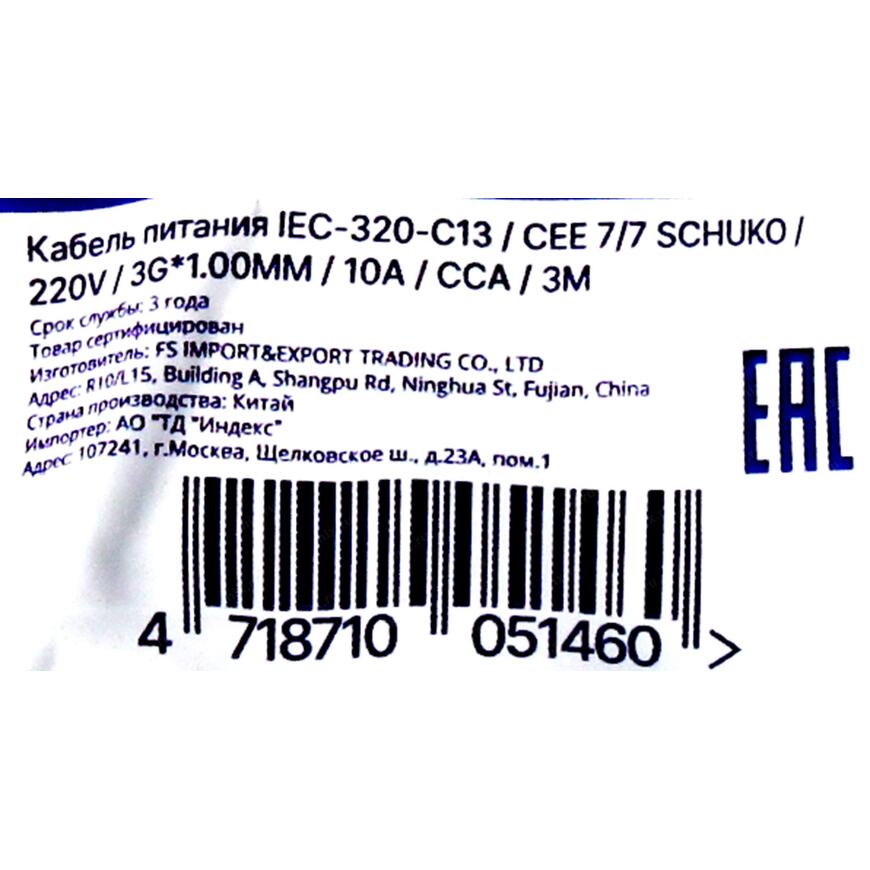 Кабель питания IEC-320-C13 / CEE 7/7 SCHUKO /
220V / 3G*1.00MM / 10A / CCA / 3M
Срок службы: 3 года
Товар сертифицирован
Изготовитель: FS IMPORT&EXPORT TRADING CO., LTD
Адрес: R10/L15, Building A, Shangpu Rd, Ninghua St, Fujian, China
Страна производства: Китай
Импортер: АО "ТД "Индекс"
Адрес: 107241, г.Москва, Щелковское ш., д.23А, пом.1
EAC
4 718710 051460 >